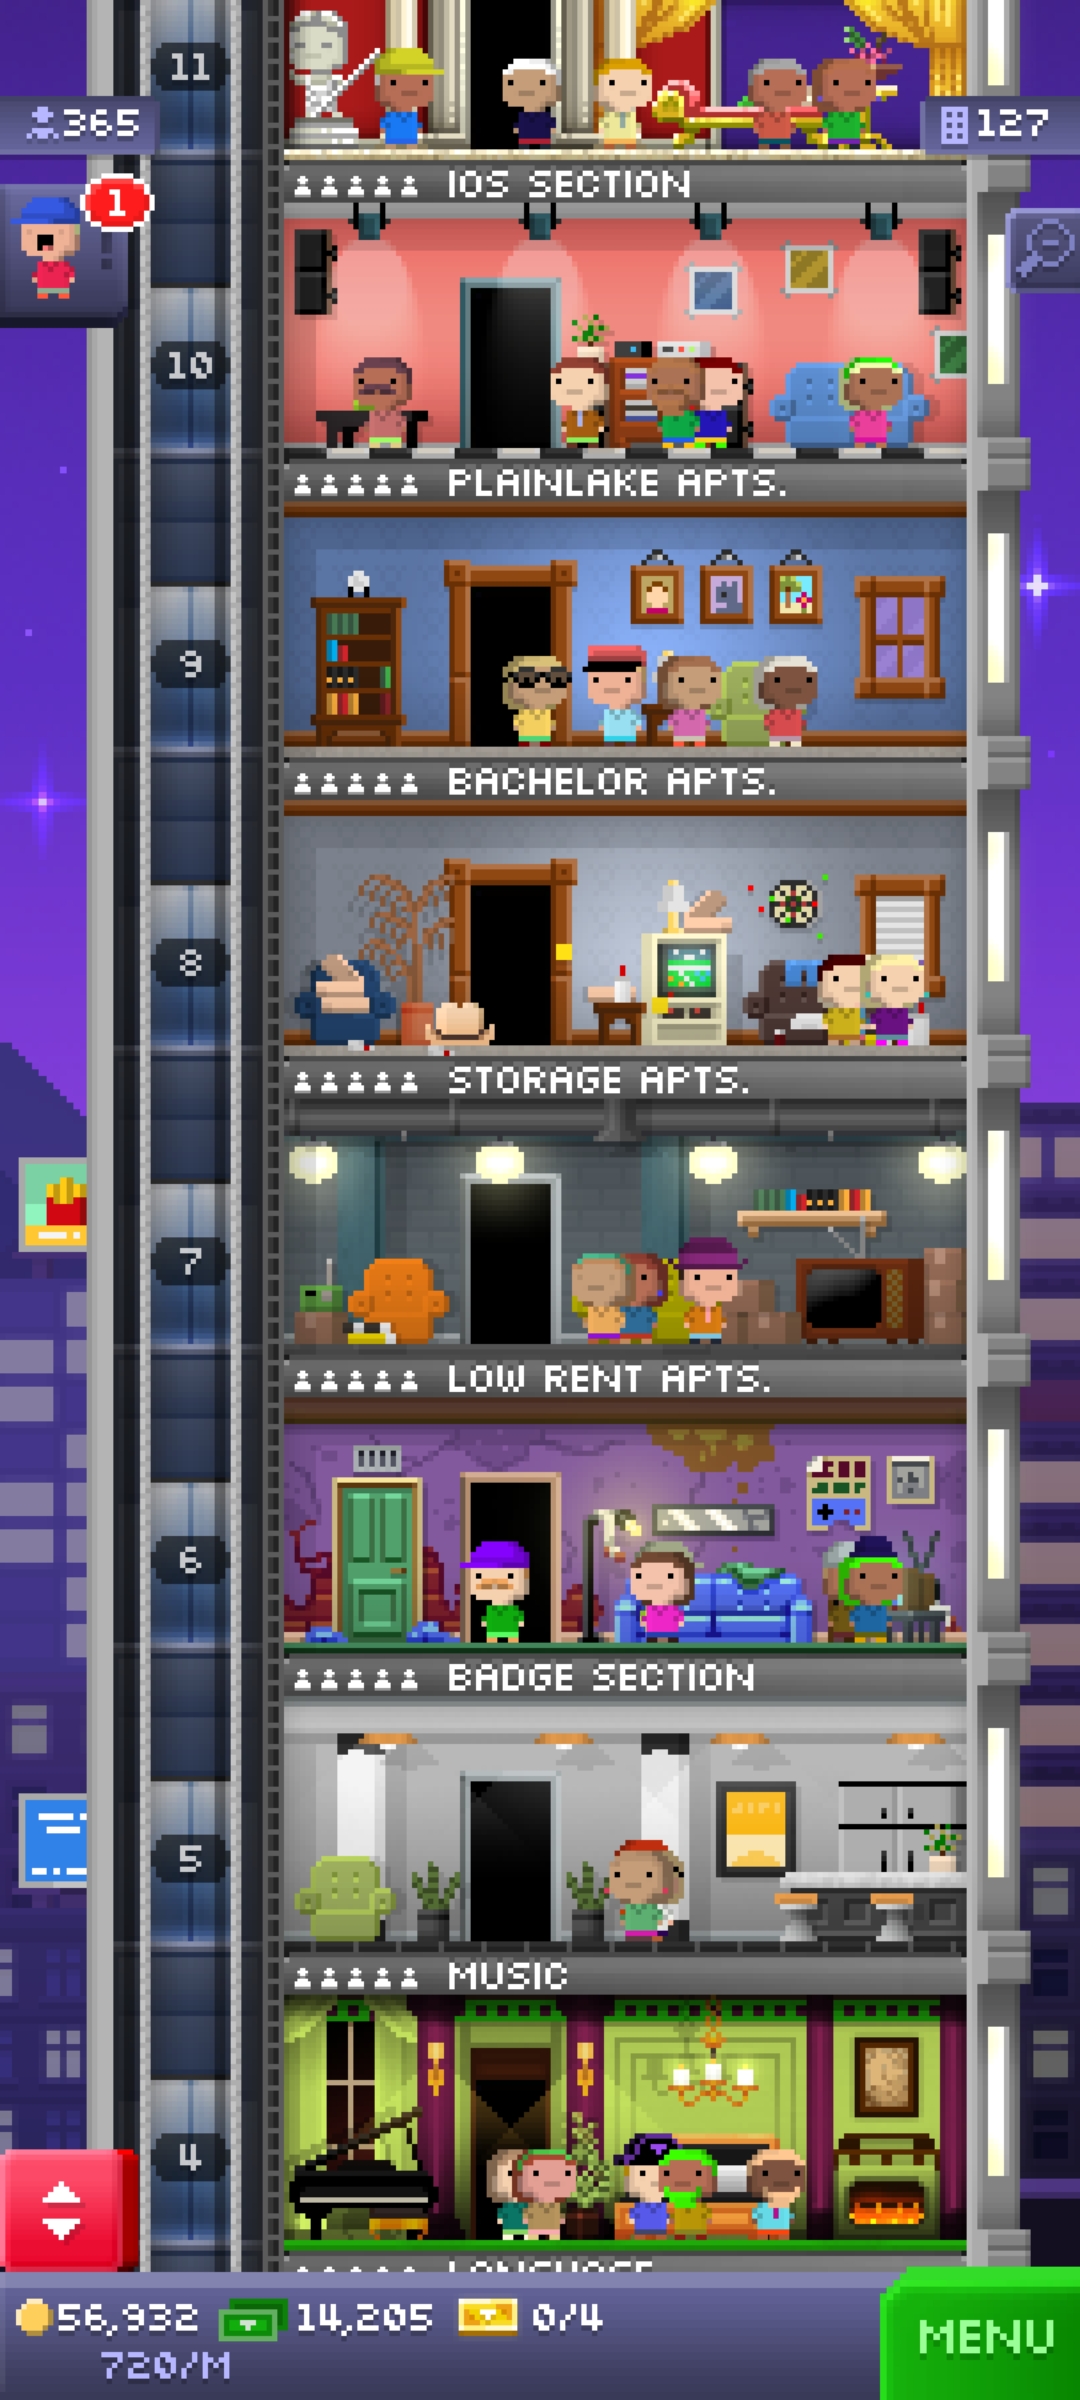 11
365
127
IOS SECTION
1
10
PLAINLAKE APTS.
9
BACHELOR APTS.
8
STORAGE APTS.
7
LOW RENT APTS.
6
BADGE SECTION
5
MUSIC
4
LANGUAGE
56,932 14,205 0/4
720/M
MENU